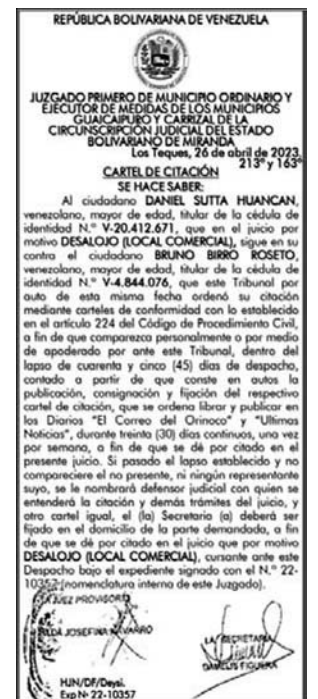 REPÚBLICA BOLIVARIANA DE VENEZUELA
JUZGADO PRIMERO DE MUNICIPIO ORDINARIO Y
EJECUTOR DE MEDIDAS DE LOS MUNICIPIOS
GUAICAIPURO Y CARRIZAL DE LA
CIRCUNSCRIPCIÓN JUDICIAL DEL ESTADO
BOLIVARIANO DE MIRANDA
Los Teques, 26 de abril de 2023.
213° y 163°
CARTEL DE CITACIÓN
SE HACE SABER:
Al ciudadano DANIEL SUTTA HUANCAN,
venezolano, mayor de edad, titular de la cédula de
identidad N.° V-20.412.671, que en el juicio por
motivo DESALOJO (LOCAL COMERCIAL), sigue en su
contra el ciudadano BRUNO BIRRO ROSETO,
venezolano, mayor de edad, titular de la cédula de
identidad N.° V-4.844.076, que este Tribunal por
auto de esta misma fecha ordenó su citación
mediante carteles de conformidad con lo establecido
en el artículo 224 del Código de Procedimiento Civil,
a fin de que comparezca personalmente o por medio
de apoderado por ante este Tribunal, dentro del
lapso de cuarenta y cinco (45) días de despacho,
contado a partir de que conste en autos la
publicación, consignación y fijación del respectivo
cartel de citación, que se ordena librar y publicar en
los Diarios "El Correo del Orinoco" y "Ultimas
Noticias", durante treinta (30) días continuos, una vez
por semana, a fin de que se dé por citado en el
presente juicio. Si pasado el lapso establecido y no
compareciere el no presente, ni ningún representante
suyo, se le nombrará defensor judicial con quien se
entenderá la citación y demás trámites del juicio, y
otro cartel igual, el (la) Secretaria (a) deberá ser
fijado en el domicilio de la parte demandada, a fin
de que se dé por citado en el juicio que por motivo
DESALOJO (LOCAL COMERCIAL), cursante ante este
Despacho bajo el expediente signado con el N.° 22-
10357 (nomenclatura interna de este Juzgado).
JUEZ PROVISORIO
JOSEFINA NAVARRO
LA SECRETARIA
DAMELIS FIGUERA
HJN/DF/Deysi.
Exp N° 22-10357